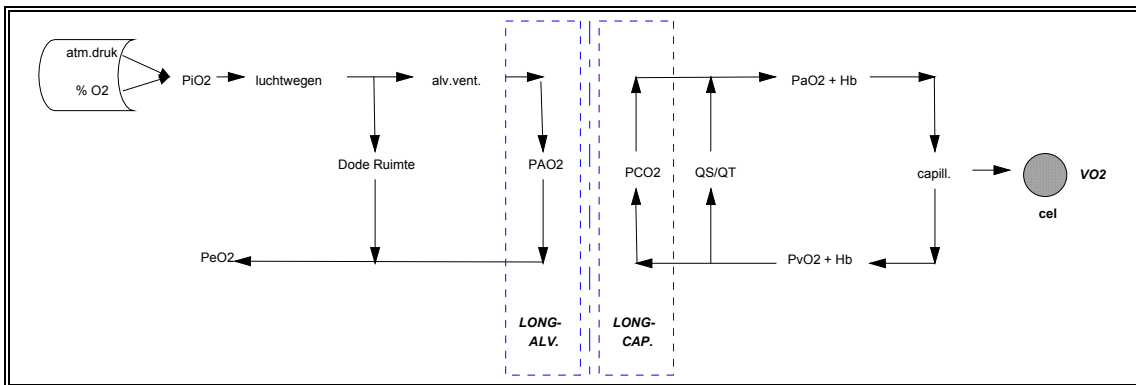 atm.druk
% O2
PiO2
luchtwegen
alv.vent.
PaO2 + Hb
Dode Ruimte
PAO2
PCO2
QS/QT
capill.
VO2
cel
PeO2
PvO2 + Hb
LONG-
ALV.
LONG-
CAP.